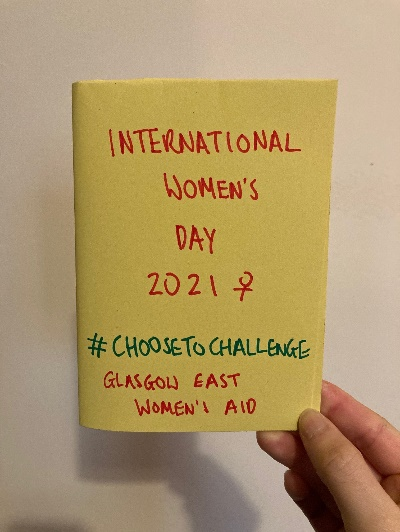 INTERNATIONAL
WOMEN'S
DAY
2021 ♀
#CHOOSETOCHALLENGE
GLASGOW EAST
WOMEN'S AID